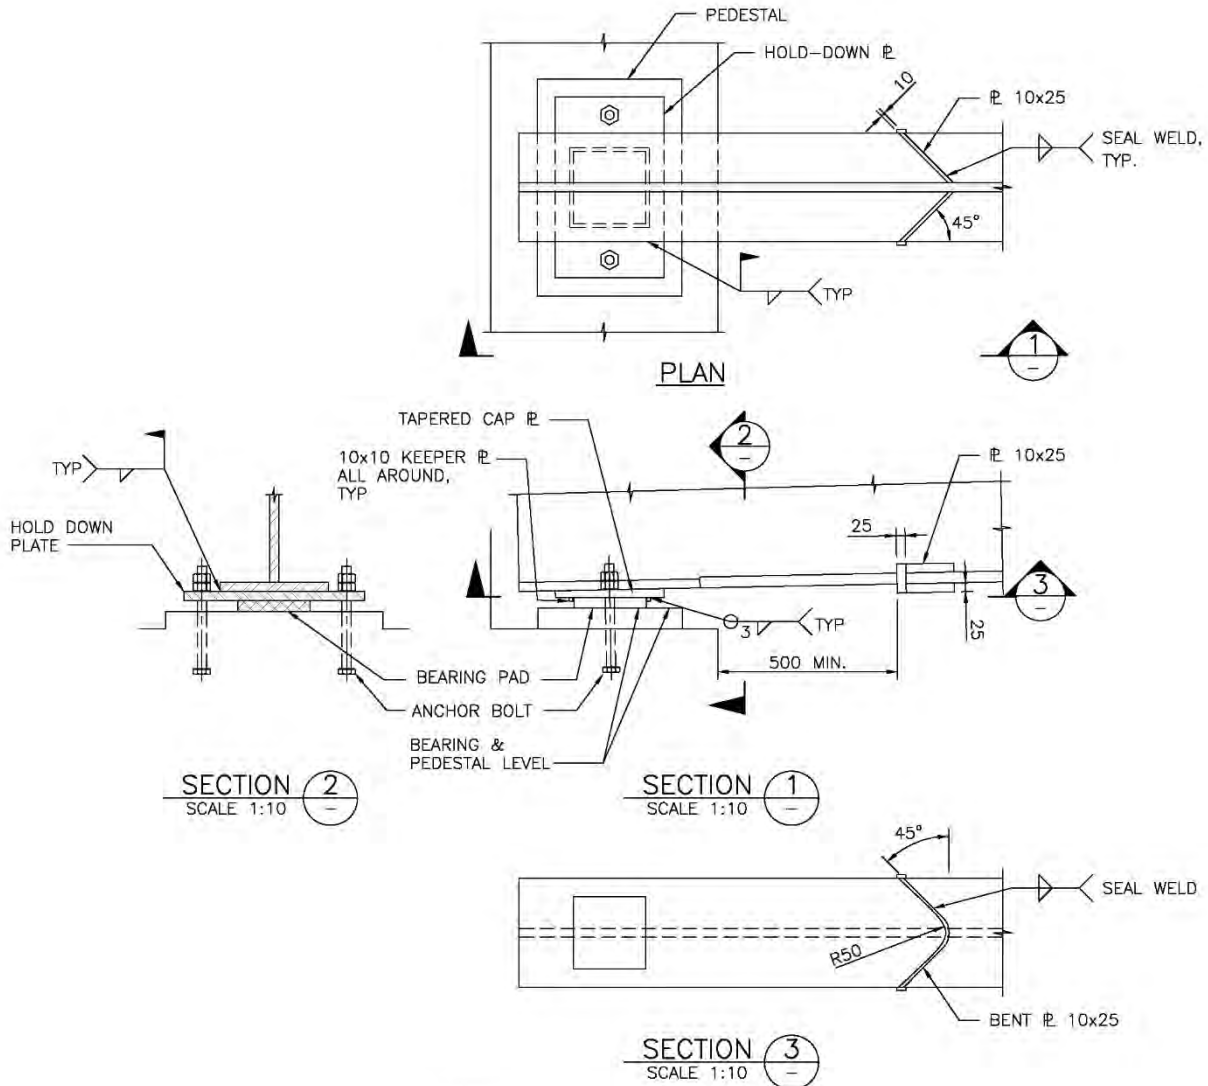 PEDESTAL
HOLD-DOWN ℄
10
℄ 10x25
SEAL WELD,
TYP.
45°
TYP
1
-
PLAN
TAPERED CAP ℄
2
-
10x10 KEEPER ℄
ALL AROUND,
TYP
℄ 10x25
TYP
HOLD DOWN
PLATE
25
3
-
3
TYP
25
500 MIN.
BEARING PAD
ANCHOR BOLT
BEARING &
PEDESTAL LEVEL
SECTION 2
SCALE 1:10 -
SECTION 1
SCALE 1:10 -
45°
SEAL WELD
R50
BENT ℄ 10x25
SECTION 3
SCALE 1:10 -